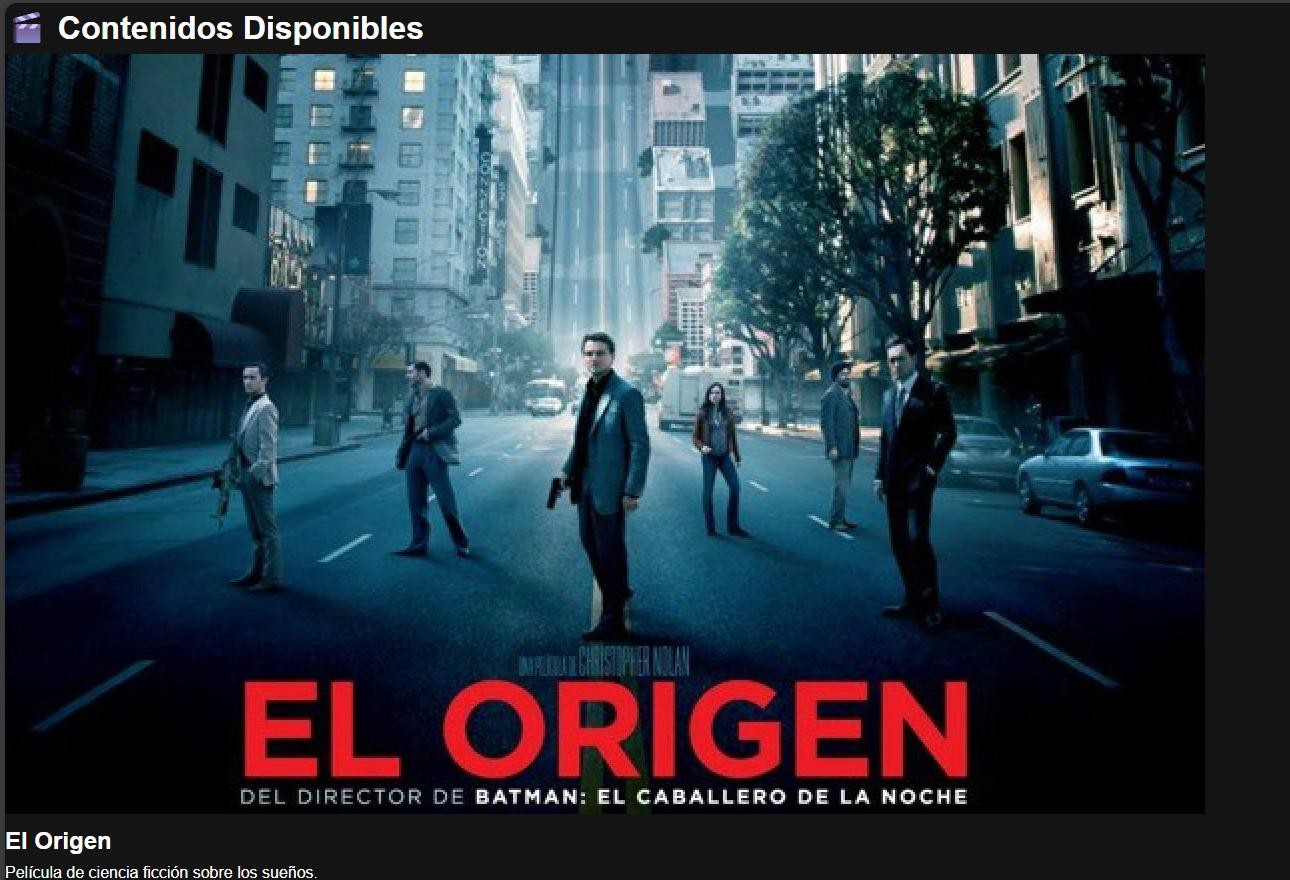 Contenidos Disponibles
UNA PELÍCULA DE CHRISTOPHER NOLAN
EL ORIGEN
DEL DIRECTOR DE BATMAN: EL CABALLERO DE LA NOCHE
El Origen
Película de ciencia ficción sobre los sueños.